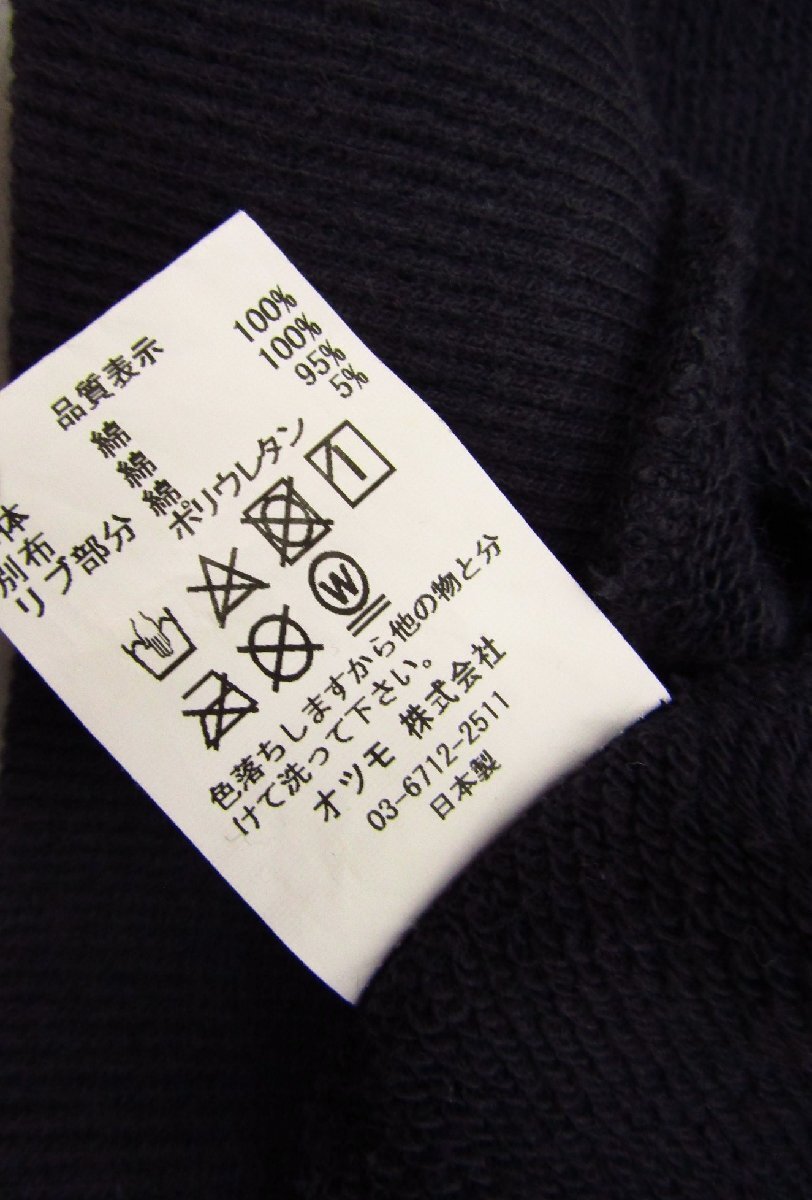 品質表示
体 綿 100%
別布 綿 100%
リブ部分 綿 95%
ポリウレタン 5%
W
色落ちしますから他の物と分
けて洗って下さい。
オツモ 株式会社
03-6712-2511
日本製